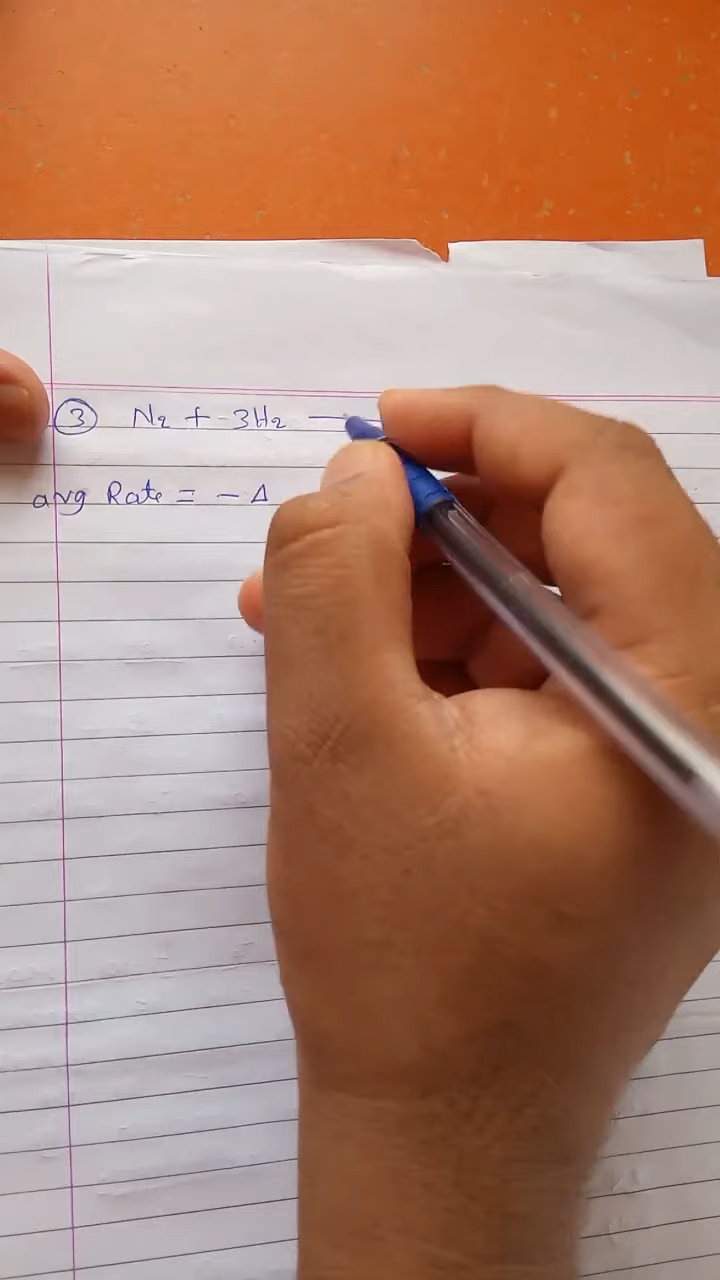 ③ N₂ + 3H₂ —
avg Rate = - Δ